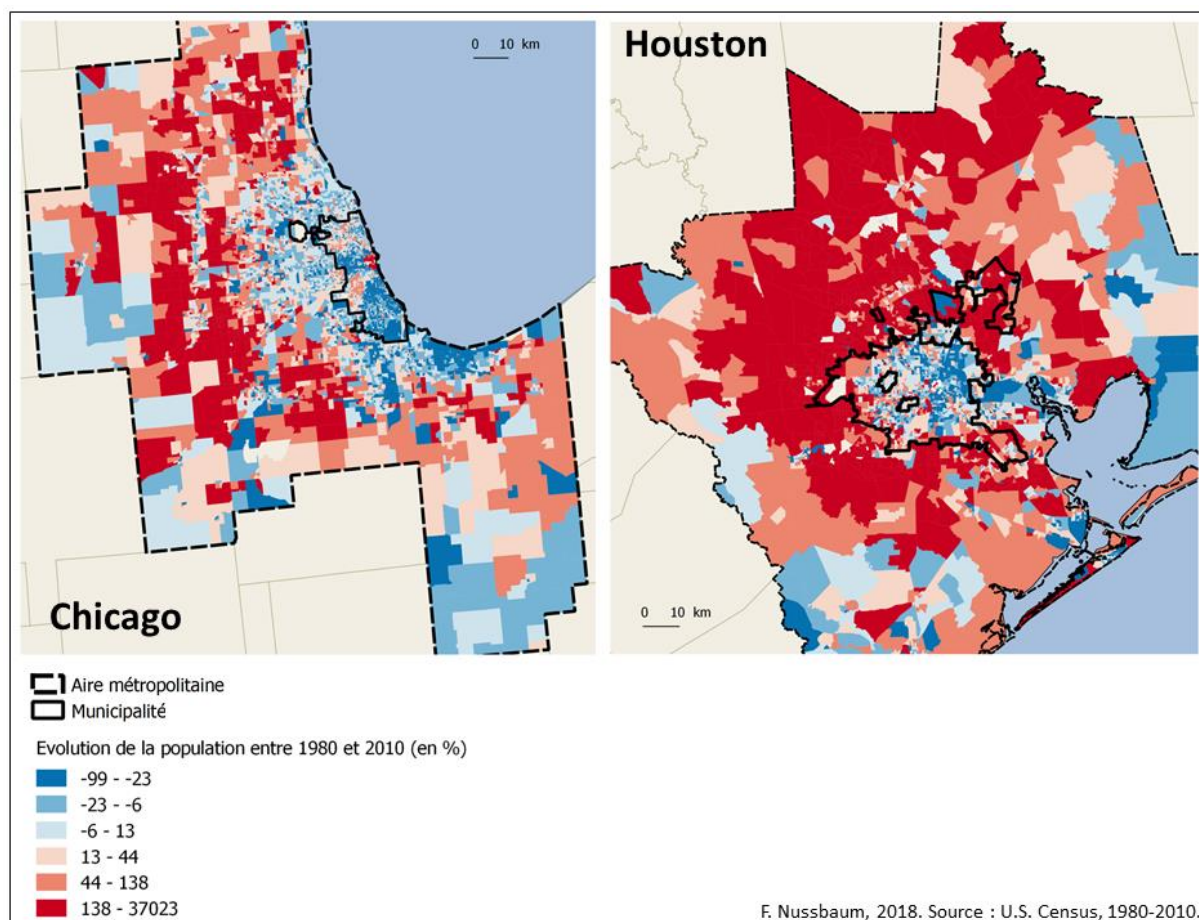 0 10 km
Houston
Chicago
0 10 km
Aire métropolitaine
Municipalité
Evolution de la population entre 1980 et 2010 (en %)
-99 - -23
-23 - -6
-6 - 13
13 - 44
44 - 138
138 - 37023
F. Nussbaum, 2018. Source : U.S. Census, 1980-2010.